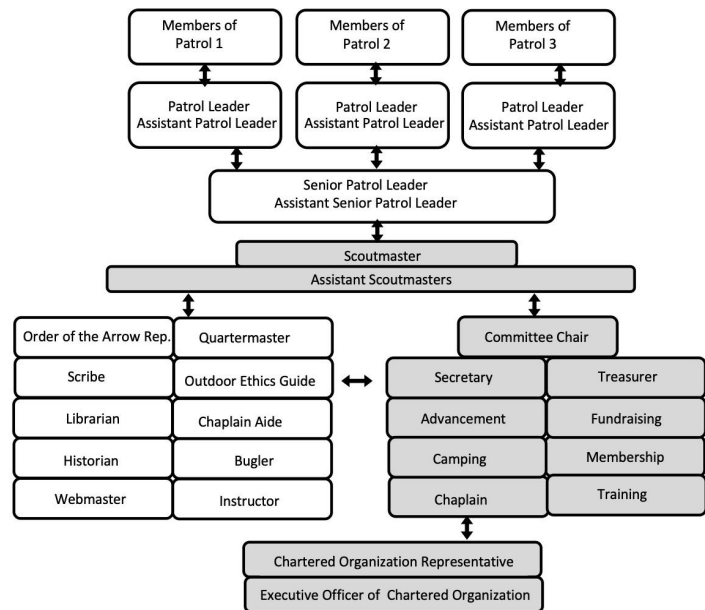 Members of
Patrol 1
Members of
Patrol 2
Members of
Patrol 3
Patrol Leader
Assistant Patrol Leader
Patrol Leader
Assistant Patrol Leader
Patrol Leader
Assistant Patrol Leader
Senior Patrol Leader
Assistant Senior Patrol Leader
Scoutmaster
Assistant Scoutmasters
Order of the Arrow Rep.
Quartermaster
Scribe
Outdoor Ethics Guide
Librarian
Chaplain Aide
Historian
Bugler
Webmaster
Instructor
Committee Chair
Secretary
Treasurer
Advancement
Fundraising
Camping
Membership
Chaplain
Training
Chartered Organization Representative
Executive Officer of Chartered Organization